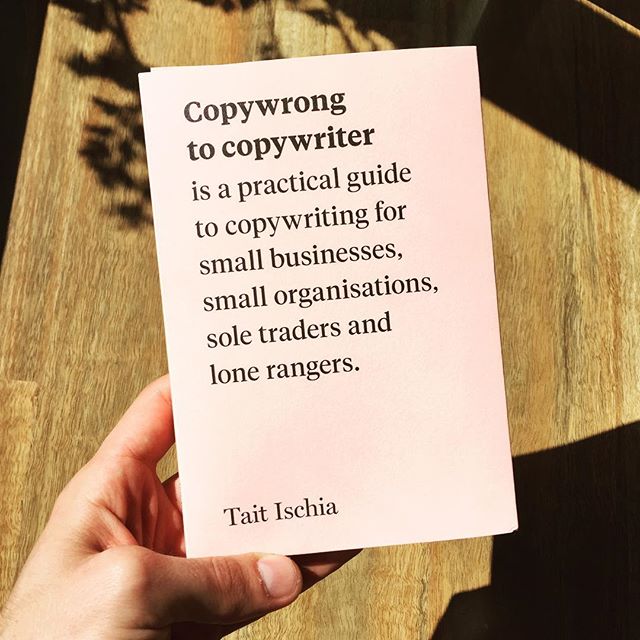 Copywrong
to copywriter
is a practical guide
to copywriting for
small businesses,
small organisations,
sole traders and
lone rangers.
Tait Ischia